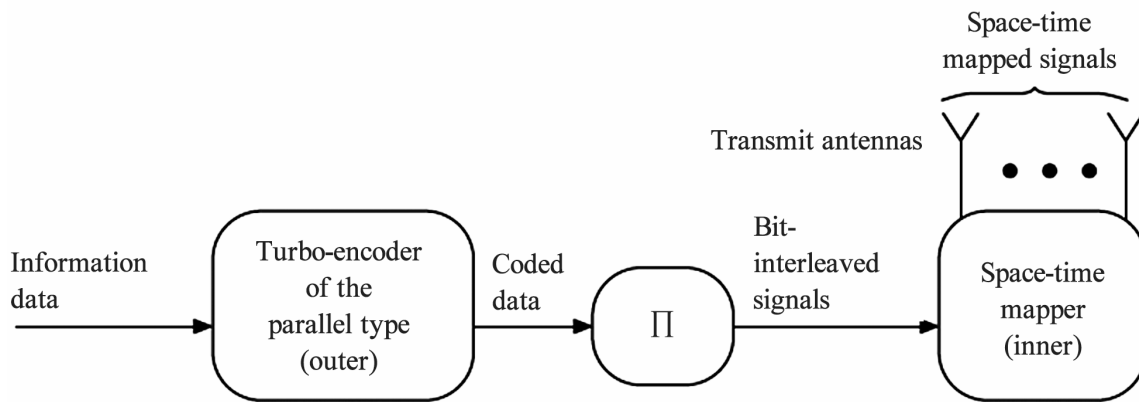 Space-time
mapped signals
Transmit antennas
Information
data
Turbo-encoder
of the
parallel type
(outer)
Coded
data
Π
Bit-
interleaved
signals
Space-time
mapper
(inner)